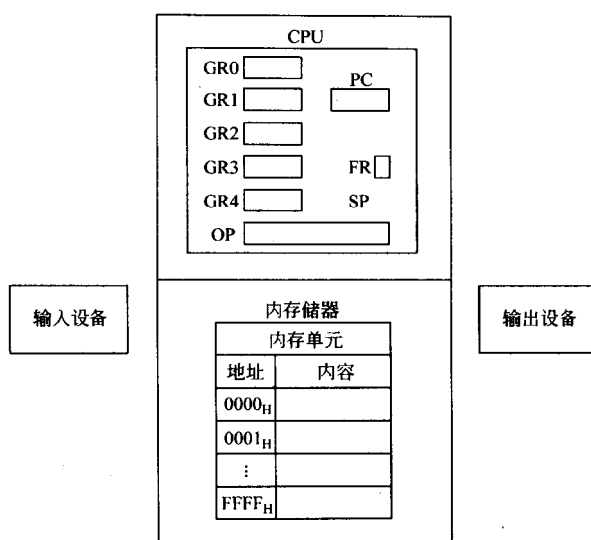 CPU
GR0
PC
GR1
GR2
GR3
FR
GR4
SP
OP
输入设备
输出设备
内存储器
内存单元
地址 内容
0000H
0001H
⋮
FFFFH